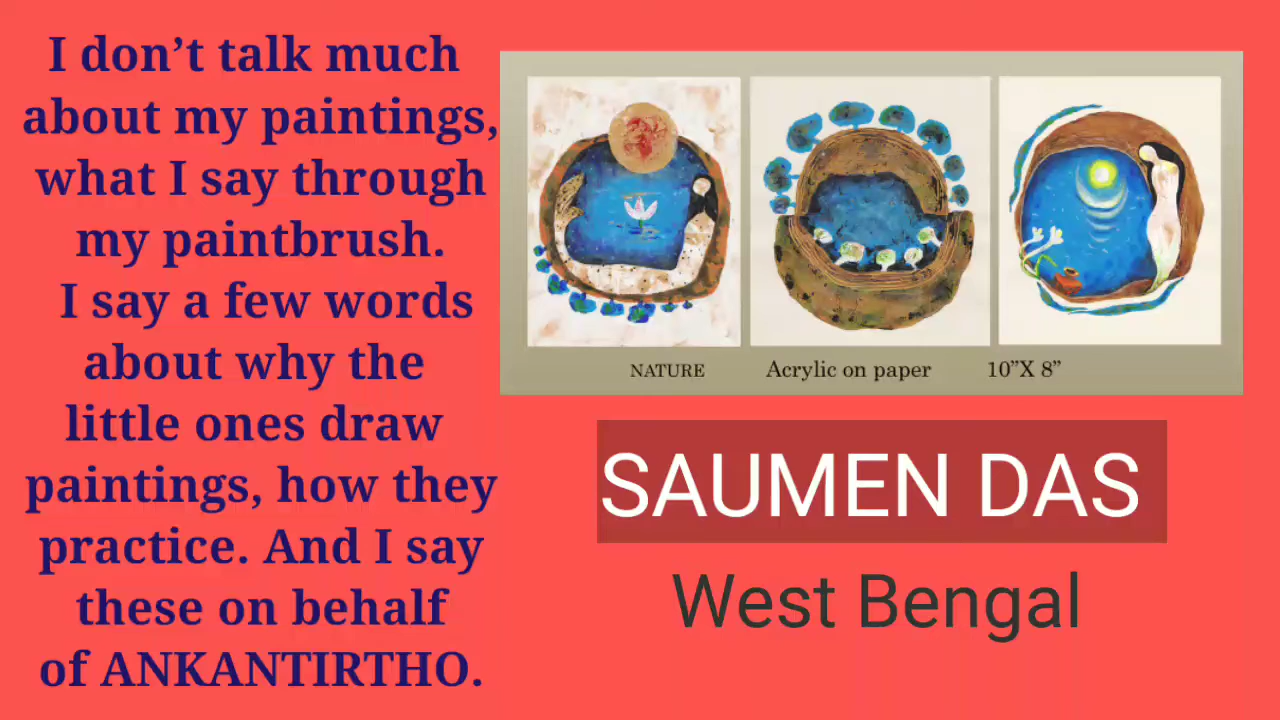 I don’t talk much
about my paintings,
what I say through
my paintbrush.
I say a few words
about why the
little ones draw
paintings, how they
practice. And I say
these on behalf
of ANKANTIRTHO.
NATURE Acrylic on paper 10”X 8”
SAUMEN DAS
West Bengal